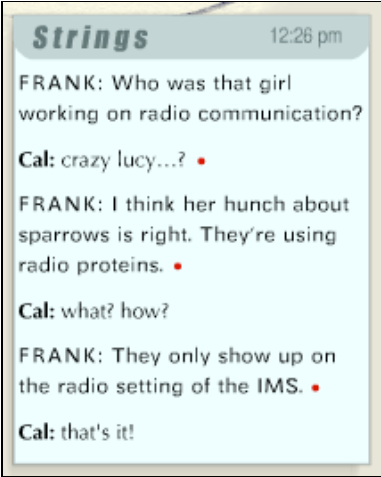 Strings 12:26 pm
FRANK: Who was that girl
working on radio communication?
Cal: crazy lucy...?
FRANK: I think her hunch about
sparrows is right. They're using
radio proteins.
Cal: what? how?
FRANK: They only show up on
the radio setting of the IMS.
Cal: that's it!